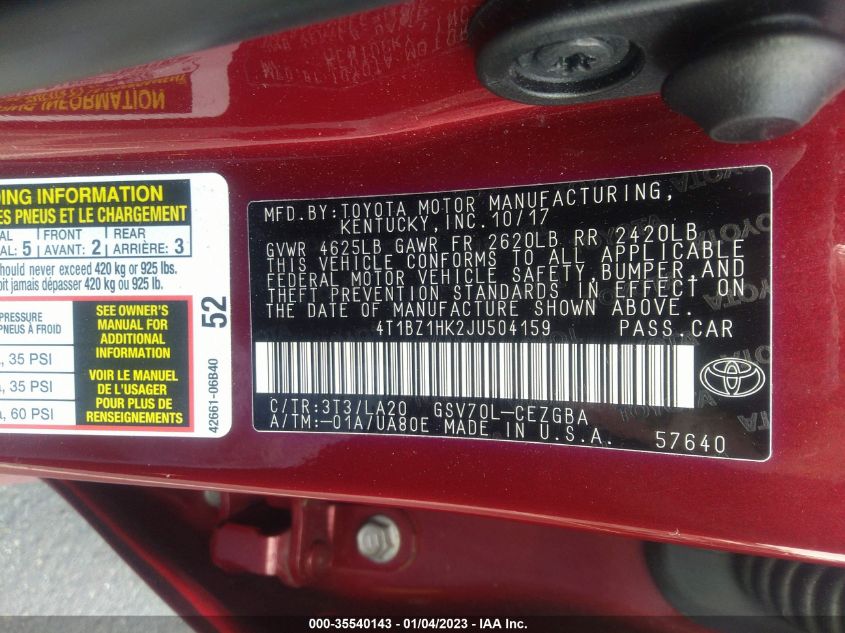 DING INFORMATION
ES PNEUS ET LE CHARGEMENT
AL FRONT REAR
AL: 5 AVANT: 2 ARRIÈRE: 3
hould never exceed 420 kg or 925 lbs.
oit jamais dépasser 420 kg ou 925 lb.
PRESSURE
PNEUS A FROID
, 35 PSI
, 35 PSI
a, 60 PSI
SEE OWNER'S
MANUAL FOR
ADDITIONAL
INFORMATION
VOIR LE MANUEL
DE L'USAGER
POUR PLUS DE
RENSEIGNEMENTS
52
42661-06B40
MFD.BY:TOYOTA MOTOR MANUFACTURING,
KENTUCKY, INC. 10/17
GVWR 4625LB GAWR FR 2620LB RR 2420LB
THIS VEHICLE CONFORMS TO ALL APPLICABLE
FEDERAL MOTOR VEHICLE SAFETY, BUMPER, AND
THEFT PREVENTION STANDARDS IN EFFECT ON
THE DATE OF MANUFACTURE SHOWN ABOVE.
4T1BZ1HK2JU504159 PASS.CAR
C/TR:3T3/LA20 GSV70L-CEZGBA
A/TM:-01A/UA80E MADE IN U.S.A. 57640
000-35540143 - 01/04/2023 - IAA Inc.